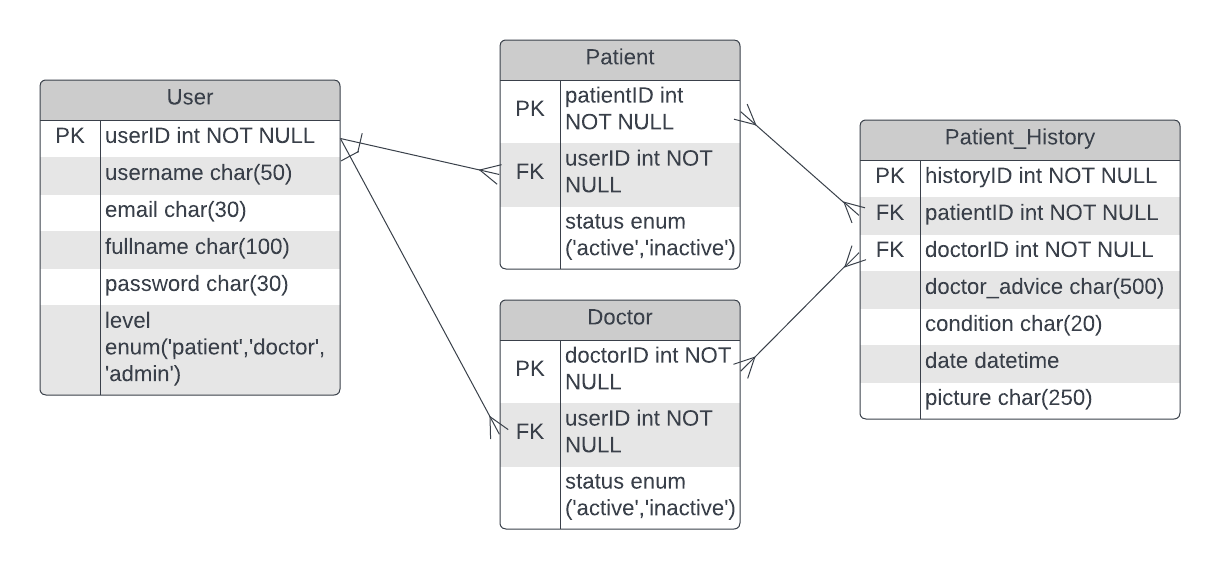 User
PK userID int NOT NULL
username char(50)
email char(30)
fullname char(100)
password char(30)
level
enum('patient','doctor',
'admin')
Patient
PK patientID int
NOT NULL
FK userID int NOT
NULL
status enum
('active','inactive')
Doctor
PK doctorID int NOT
NULL
FK userID int NOT
NULL
status enum
('active','inactive')
Patient_History
PK historyID int NOT NULL
FK patientID int NOT NULL
FK doctorID int NOT NULL
doctor_advice char(500)
condition char(20)
date datetime
picture char(250)